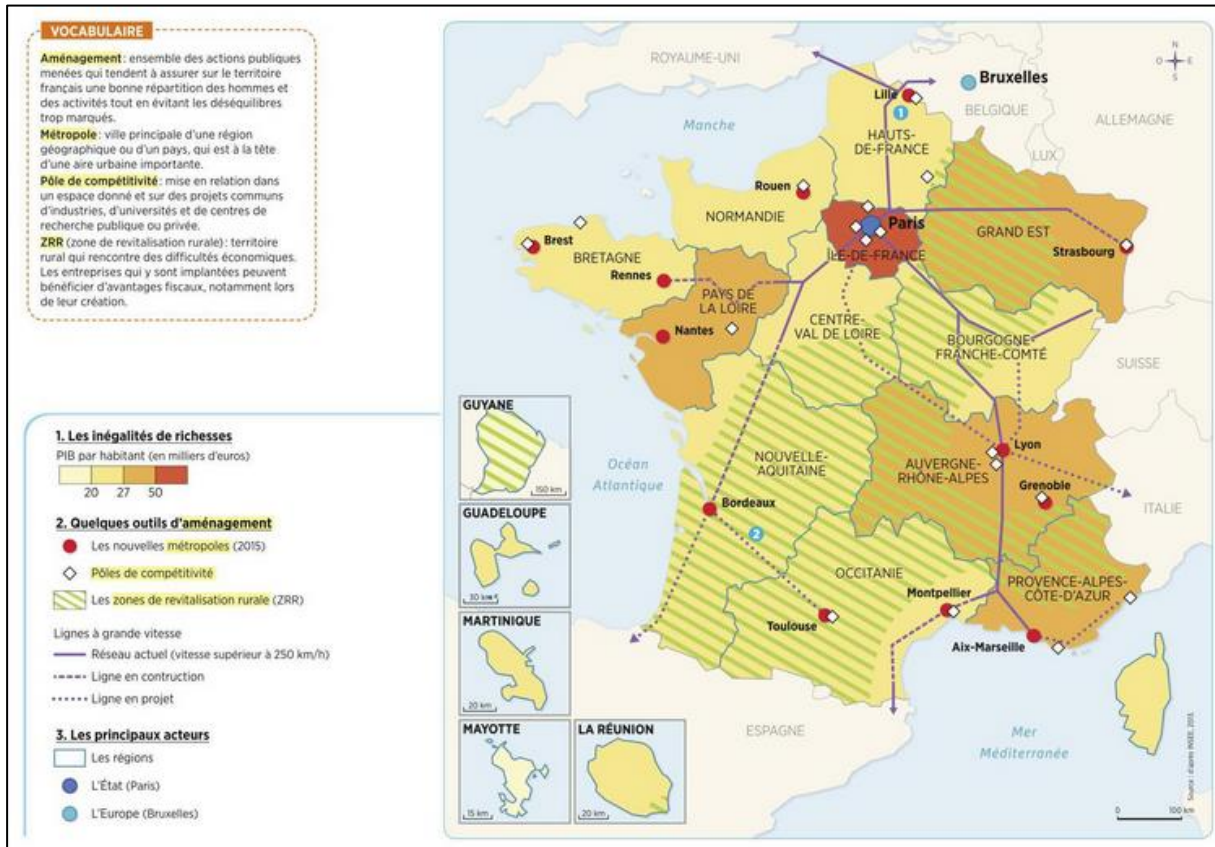 VOCABULAIRE
Aménagement : ensemble des actions publiques
menées qui tendent à assurer sur le territoire
français une bonne répartition des hommes et
des activités tout en évitant les déséquilibres
trop marqués.
Métropole : ville principale d'une région
géographique ou d'un pays, qui est à la tête
d'une aire urbaine importante.
Pôle de compétitivité : mise en relation dans
un espace donné et sur des projets communs
d'industries, d'universités et de centres de
recherche publique ou privée.
ZRR (zone de revitalisation rurale) : territoire
rural qui rencontre des difficultés économiques.
Les entreprises qui y sont implantées peuvent
bénéficier d'avantages fiscaux, notamment lors
de leur création.
1. Les inégalités de richesses
PIB par habitant (en milliers d'euros)
20 27 50
2. Quelques outils d'aménagement
Les nouvelles métropoles (2015)
Pôles de compétitivité
Les zones de revitalisation rurale (ZRR)
Lignes à grande vitesse
Réseau actuel (vitesse supérieur à 250 km/h)
Ligne en contruction
Ligne en projet
3. Les principaux acteurs
Les régions
L'État (Paris)
L'Europe (Bruxelles)
ROYAUME-UNI
N
O E
S
Bruxelles
Lille
BELGIQUE
1
ALLEMAGNE
Manche
HAUTS-
DE-FRANCE
LUX
Rouen
NORMANDIE
Paris
GRAND EST
Brest
ÎLE-DE-FRANCE
Strasbourg
BRETAGNE
Rennes
PAYS DE
LA LOIRE
CENTRE-
VAL DE LOIRE
Nantes
BOURGOGNE-
FRANCHE-COMTÉ
SUISSE
GUYANE
150 km
Océan
Atlantique
NOUVELLE-
AQUITAINE
Lyon
AUVERGNE-
RHÔNE-ALPES
Grenoble
ITALIE
Bordeaux
2
GUADELOUPE
30 km
OCCITANIE
PROVENCE-ALPES-
CÔTE-D'AZUR
Montpellier
Toulouse
Aix-Marseille
MARTINIQUE
20 km
ESPAGNE
Mer
Méditerranée
MAYOTTE
15 km
LA RÉUNION
20 km
0 100 km
Source : d'après INSEE, 2013.